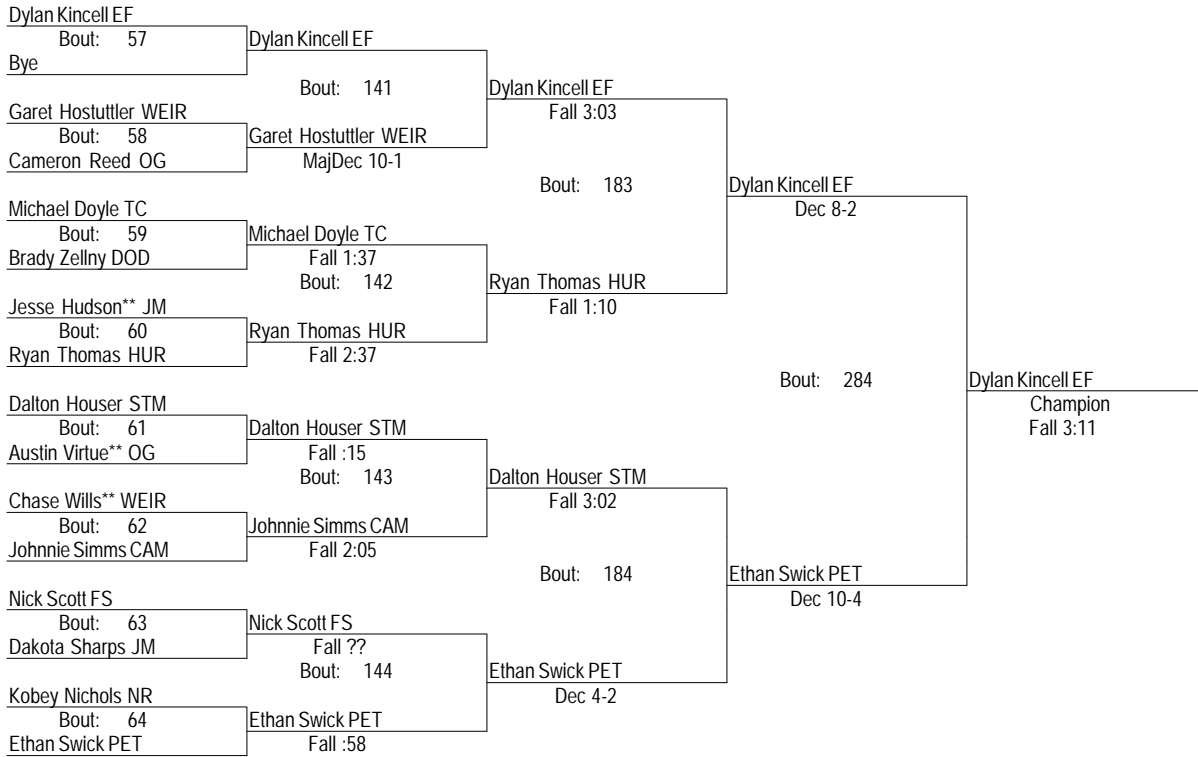 Dylan Kincell EF
Bout: 57
Dylan Kincell EF
Bye
Bout: 141
Dylan Kincell EF
Garet Hostuttler WEIR
Fall 3:03
Bout: 58
Garet Hostuttler WEIR
Cameron Reed OG
MajDec 10-1
Bout: 183
Dylan Kincell EF
Michael Doyle TC
Dec 8-2
Bout: 59
Michael Doyle TC
Brady Zellny DOD
Fall 1:37
Bout: 142
Ryan Thomas HUR
Jesse Hudson** JM
Fall 1:10
Bout: 60
Ryan Thomas HUR
Ryan Thomas HUR
Fall 2:37
Bout: 284
Dylan Kincell EF
Dalton Houser STM
Champion
Bout: 61
Dalton Houser STM
Fall 3:11
Austin Virtue** OG
Fall :15
Bout: 143
Dalton Houser STM
Chase Wills** WEIR
Fall 3:02
Bout: 62
Johnnie Simms CAM
Johnnie Simms CAM
Fall 2:05
Bout: 184
Ethan Swick PET
Nick Scott FS
Dec 10-4
Bout: 63
Nick Scott FS
Dakota Sharps JM
Fall ??
Bout: 144
Ethan Swick PET
Kobey Nichols NR
Dec 4-2
Bout: 64
Ethan Swick PET
Ethan Swick PET
Fall :58